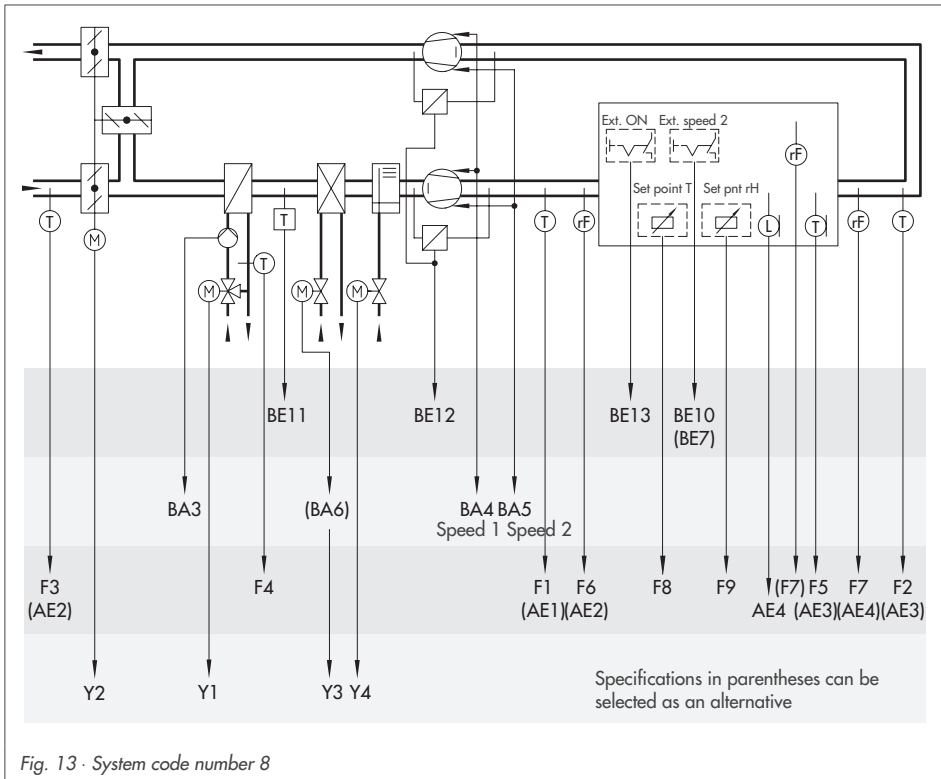 Ext. ON Ext. speed 2
rF
Set point T Set pnt rH
T
M
T
T
M
M
M
T
rF
L
T
rF
T
BE11 BE12 BE13 BE10
(BE7)
BA3 (BA6) BA4 BA5
Speed 1 Speed 2
F3 F4 F1 F6 F8 F9 (F7) F5 F7 F2
(AE2) (AE1)(AE2) AE4 (AE3)(AE4)(AE3)
Y2 Y1 Y3 Y4
Specifications in parentheses can be
selected as an alternative
Fig. 13 · System code number 8